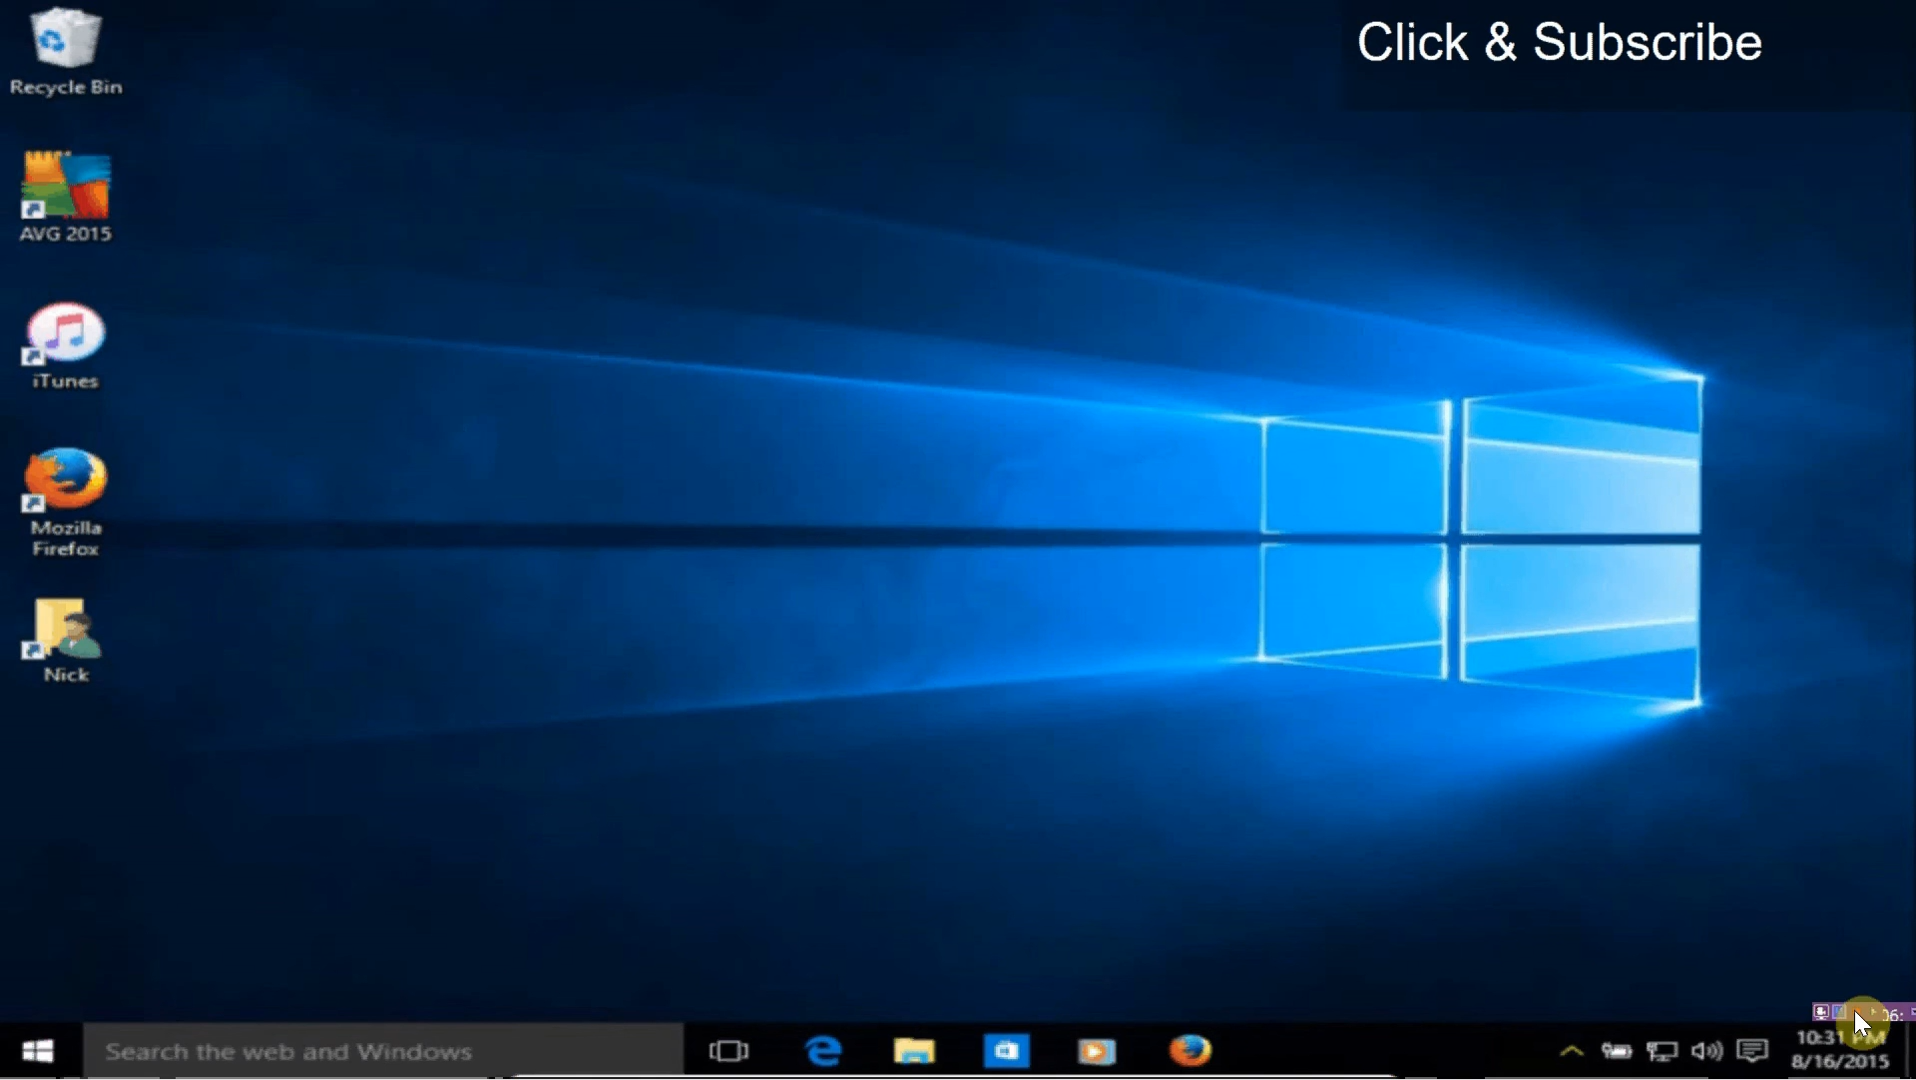 Click & Subscribe
Recycle Bin
AVG 2015
iTunes
Mozilla
Firefox
Nick
Search the web and Windows
06:
10:31 PM
8/16/2015